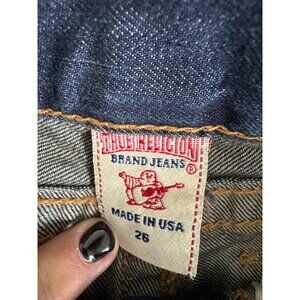 TRUE RELIGION
BRAND JEANS
®
MADE IN USA
26